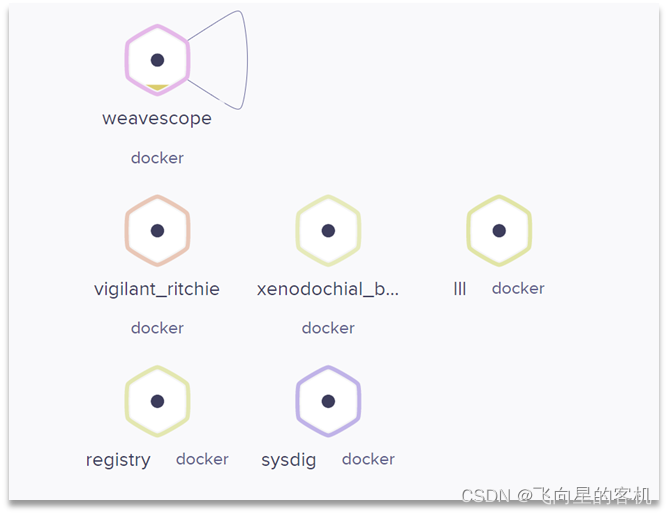 weavescope
docker
vigilant_ritchie
xenodochial_b...
lll docker
docker
docker
registry docker
sysdig docker
CSDN @飞向星的客机